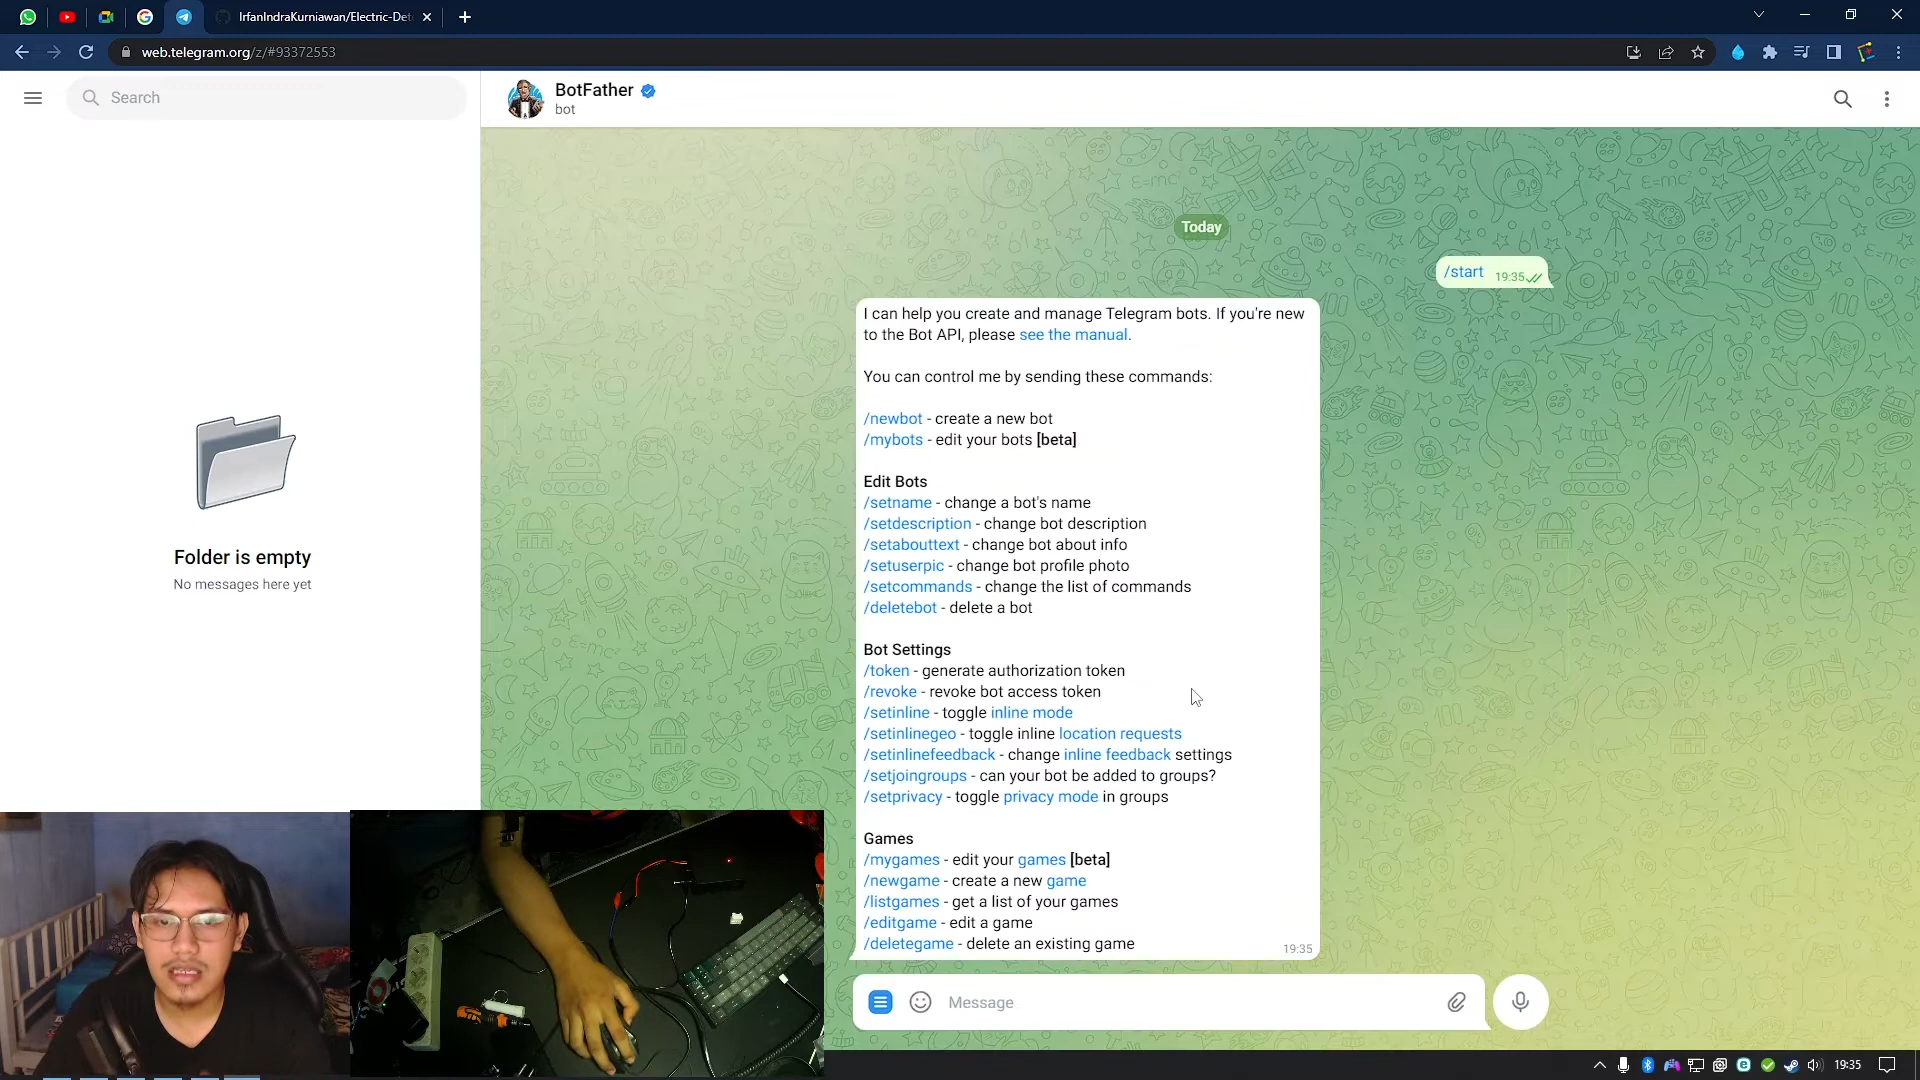 IrfanIndraKurniawan/Electric-Det
web.telegram.org/z/#93372553
Search
BotFather
bot
Folder is empty
No messages here yet
Today
/start 19:35
I can help you create and manage Telegram bots. If you're new
to the Bot API, please see the manual.
You can control me by sending these commands:
/newbot - create a new bot
/mybots - edit your bots [beta]
Edit Bots
/setname - change a bot's name
/setdescription - change bot description
/setabouttext - change bot about info
/setuserpic - change bot profile photo
/setcommands - change the list of commands
/deletebot - delete a bot
Bot Settings
/token - generate authorization token
/revoke - revoke bot access token
/setinline - toggle inline mode
/setinlinegeo - toggle inline location requests
/setinlinefeedback - change inline feedback settings
/setjoingroups - can your bot be added to groups?
/setprivacy - toggle privacy mode in groups
Games
/mygames - edit your games [beta]
/newgame - create a new game
/listgames - get a list of your games
/editgame - edit a game
/deletegame - delete an existing game
19:35
Message
19:35